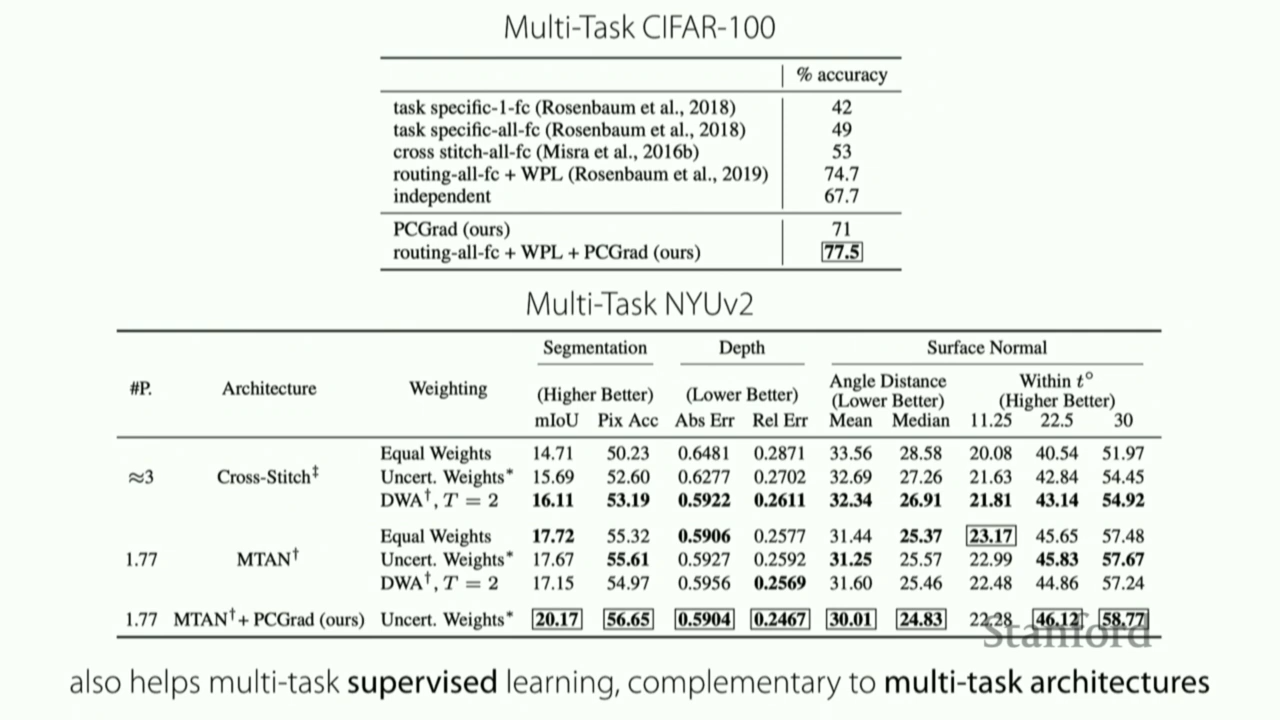 Multi-Task CIFAR-100
% accuracy
task specific-1-fc (Rosenbaum et al., 2018) 42
task specific-all-fc (Rosenbaum et al., 2018) 49
cross stitch-all-fc (Misra et al., 2016b) 53
routing-all-fc + WPL (Rosenbaum et al., 2019) 74.7
independent 67.7
PCGrad (ours) 71
routing-all-fc + WPL + PCGrad (ours) 77.5
Multi-Task NYUv2
Segmentation Depth Surface Normal
#P. Architecture Weighting (Higher Better) (Lower Better) Angle Distance (Lower Better) Within t° (Higher Better)
mIoU Pix Acc Abs Err Rel Err Mean Median 11.25 22.5 30
Equal Weights 14.71 50.23 0.6481 0.2871 33.56 28.58 20.08 40.54 51.97
≈3 Cross-Stitch‡ Uncert. Weights* 15.69 52.60 0.6277 0.2702 32.69 27.26 21.63 42.84 54.45
DWA†, T = 2 16.11 53.19 0.5922 0.2611 32.34 26.91 21.81 43.14 54.92
Equal Weights 17.72 55.32 0.5906 0.2577 31.44 25.37 23.17 45.65 57.48
1.77 MTAN† Uncert. Weights* 17.67 55.61 0.5927 0.2592 31.25 25.57 22.99 45.83 57.67
DWA†, T = 2 17.15 54.97 0.5956 0.2569 31.60 25.46 22.48 44.86 57.24
1.77 MTAN† + PCGrad (ours) Uncert. Weights* 20.17 56.65 0.5904 0.2467 30.01 24.83 22.28 46.12 58.77
Stanford
also helps multi-task supervised learning, complementary to multi-task architectures